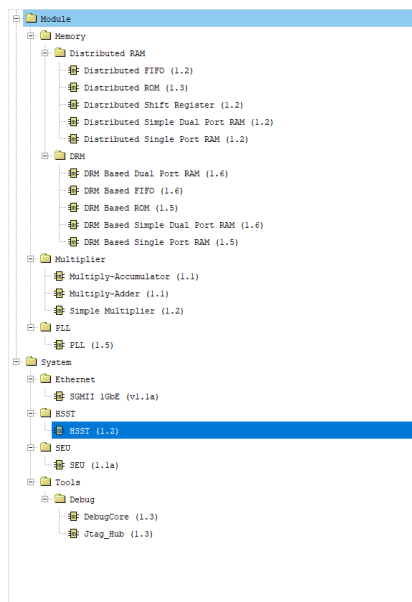 Module
Memory
Distributed RAM
Distributed FIFO (1.2)
Distributed ROM (1.3)
Distributed Shift Register (1.2)
Distributed Simple Dual Port RAM (1.2)
Distributed Single Port RAM (1.2)
DRM
DRM Based Dual Port RAM (1.6)
DRM Based FIFO (1.6)
DRM Based ROM (1.5)
DRM Based Simple Dual Port RAM (1.6)
DRM Based Single Port RAM (1.5)
Multiplier
Multiply-Accumulator (1.1)
Multiply-Adder (1.1)
Simple Multiplier (1.2)
PLL
PLL (1.5)
System
Ethernet
SGMII 1GbE (v1.1a)
HSST
HSST (1.2)
SEU
SEU (1.1a)
Tools
Debug
DebugCore (1.3)
Jtag_Hub (1.3)